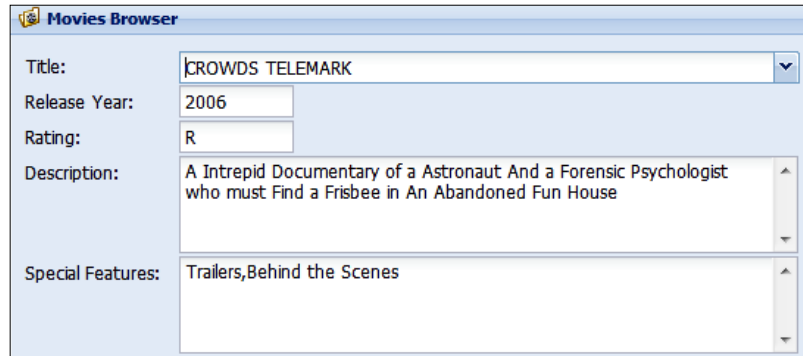 Movies Browser
Title: CROWDS TELEMARK
Release Year: 2006
Rating: R
Description: A Intrepid Documentary of a Astronaut And a Forensic Psychologist
who must Find a Frisbee in An Abandoned Fun House
Special Features: Trailers,Behind the Scenes